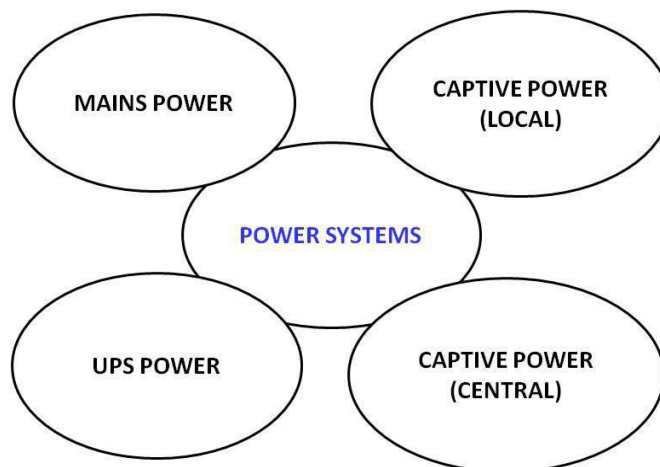 MAINS POWER
CAPTIVE POWER
(LOCAL)
POWER SYSTEMS
UPS POWER
CAPTIVE POWER
(CENTRAL)